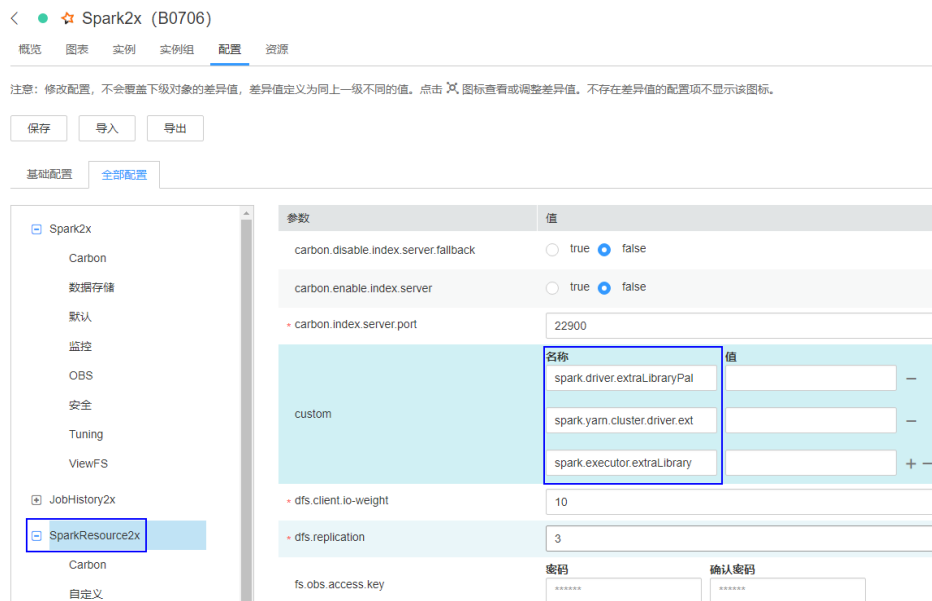 Spark2x（B0706）
概览 图表 实例 实例组 配置 资源
注意：修改配置，不会覆盖下级对象的差异值，差异值定义为同上一级不同的值。点击 图标查看或调整差异值。不存在差异值的配置项不显示该图标。
保存 导入 导出
基础配置 全部配置
Spark2x
Carbon
数据存储
默认
监控
OBS
安全
Tuning
ViewFS
JobHistory2x
SparkResource2x
Carbon
自定义
参数 值
carbon.disable.index.server.fallback true false
carbon.enable.index.server true false
* carbon.index.server.port 22900
custom
名称 值
spark.driver.extraLibraryPal
spark.yarn.cluster.driver.ext
spark.executor.extraLibrary
* dfs.client.io-weight 10
* dfs.replication 3
fs.obs.access.key
密码 确认密码
****** ******